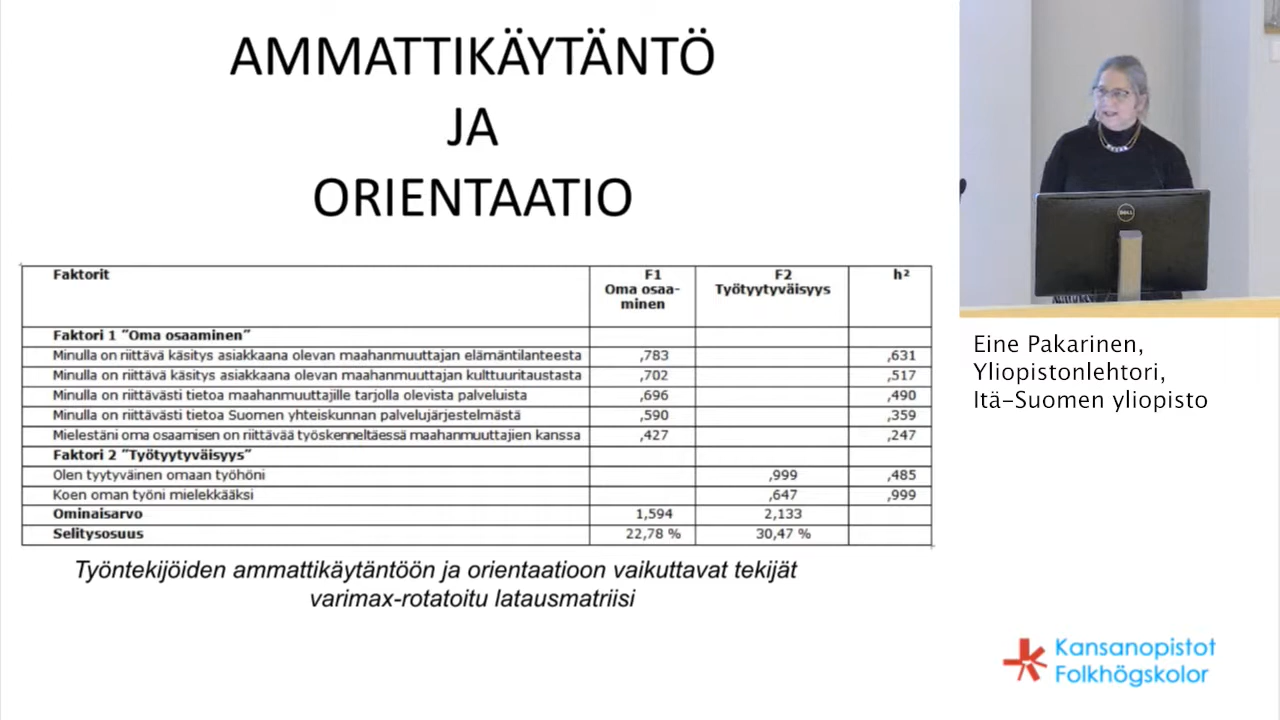 AMMATTIKÄYTÄNTÖ
JA
ORIENTAATIO
Faktorit F1 Oma osaa-minen F2 Työtyytyväisyys h²
Faktori 1 "Oma osaaminen"
Minulla on riittävä käsitys asiakkaana olevan maahanmuuttajan elämäntilanteesta ,783 ,631
Minulla on riittävä käsitys asiakkaana olevan maahanmuuttajan kulttuuritaustasta ,702 ,517
Minulla on riittävästi tietoa maahanmuuttajille tarjolla olevista palveluista ,696 ,490
Minulla on riittävästi tietoa Suomen yhteiskunnan palvelujärjestelmästä ,590 ,359
Mielestäni oma osaamisen on riittävää työskenneltäessä maahanmuuttajien kanssa ,427 ,247
Faktori 2 "Työtyytyväisyys"
Olen tyytyväinen omaan työhöni ,999 ,485
Koen oman työni mielekkääksi ,647 ,999
Ominaisarvo 1,594 2,133
Selitysosuus 22,78 % 30,47 %
Työntekijöiden ammattikäytäntöön ja orientaatioon vaikuttavat tekijät
varimax-rotatoitu latausmatriisi
DELL
Eine Pakarinen,
Yliopistonlehtori,
Itä-Suomen yliopisto
Kansanopistot
Folkhögskolor